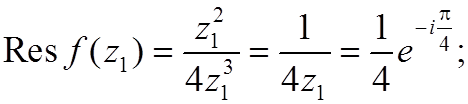 Res f(z₁) = z₁²/4z₁³ = 1/4z₁ = 1/4 e^(-iπ/4);